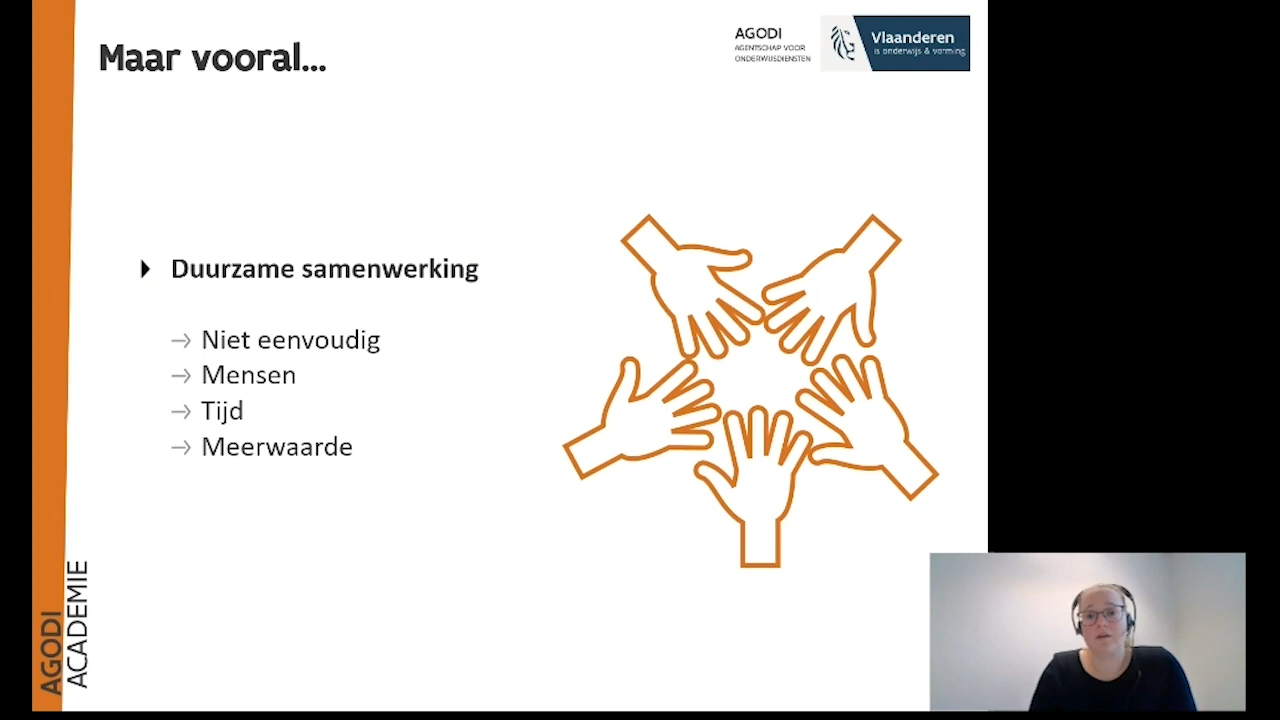 Maar vooral...
AGODI
AGENTSCHAP VOOR
ONDERWIJSDIENSTEN
Vlaanderen
is onderwijs & vorming
Duurzame samenwerking
→ Niet eenvoudig
→ Mensen
→ Tijd
→ Meerwaarde
AGODI
ACADEMIE